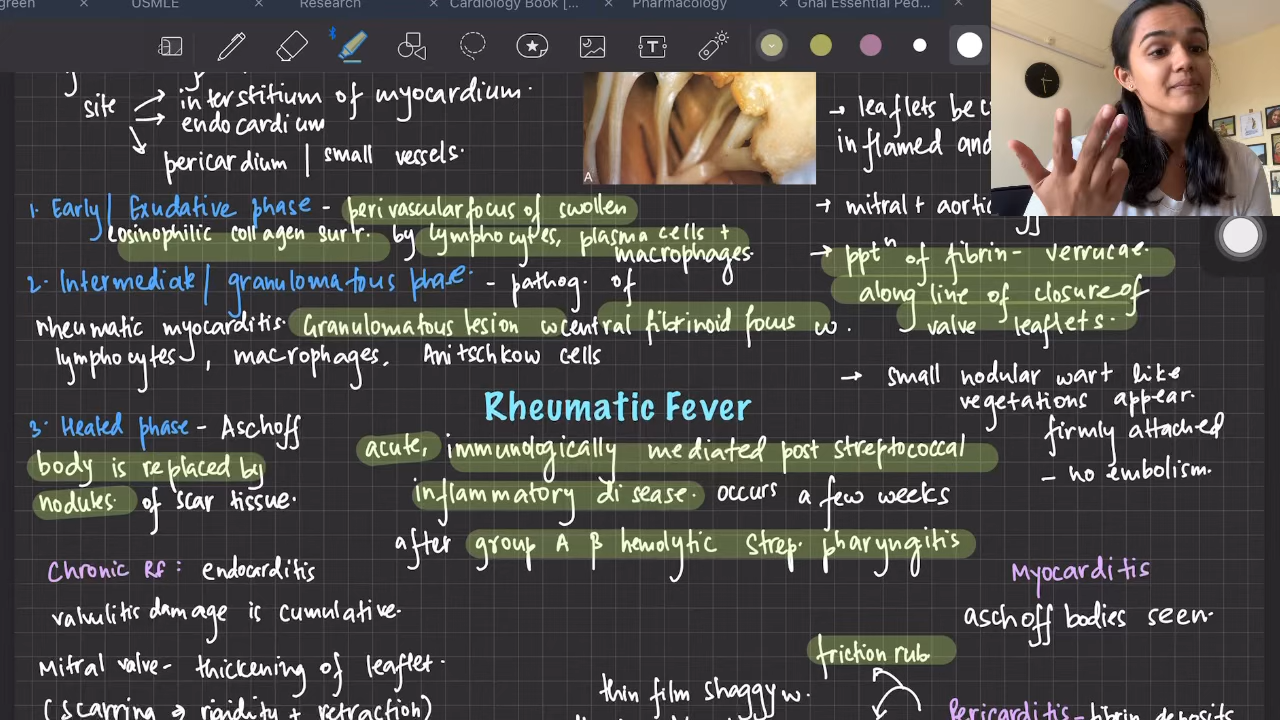 green
USMLE
Research
Cardiology Book [...
Pharmacology
Ghai Essential Ped...
site
interstitium of myocardium.
endocardium
pericardium | small vessels.
A
→ leaflets be
inflamed and
1. Early | Exudative phase - perivascular focus of swollen
eosinophilic collagen surr. by lymphocytes, plasma cells +
macrophages.
→ mitral + aortic
→ pptn of fibrin - verrucae.
along line of closure of
valve leaflets.
2. Intermediate | granulomatous phase - pathog. of
rheumatic myocarditis. Granulomatous lesion w central fibrinoid focus w.
lymphocytes, macrophages, Anitschkow cells
→ small nodular wart like
vegetations appear.
firmly attached
- no embolism.
Rheumatic Fever
3. Healed phase - Aschoff
body is replaced by
nodules of scar tissue.
acute, immunologically mediated post streptococcal
inflammatory disease. occurs a few weeks
after group A β hemolytic Strep. pharyngitis
Chronic Rf: endocarditis
valvulitis damage is cumulative.
Mitral valve - thickening of leaflet.
(scarring → rigidity + retraction)
Myocarditis
aschoff bodies seen.
friction rub
thin film shaggy w.
Pericarditis - fibrin deposits